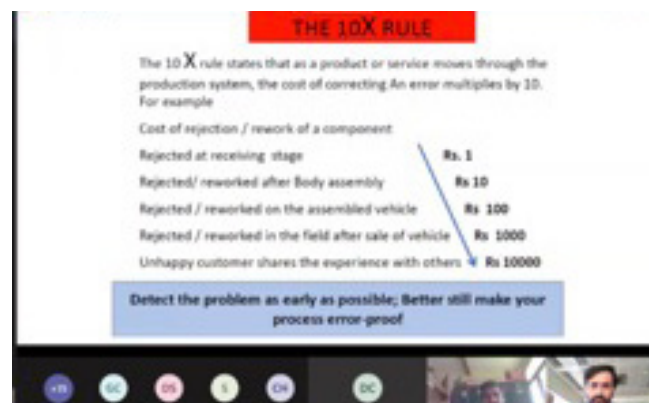 THE 10X RULE
The 10 X rule states that as a product or service moves through the
production system, the cost of correcting An error multiplies by 10.
For example
Cost of rejection / rework of a component
Rejected at receiving stage Rs. 1
Rejected/ reworked after Body assembly Rs 10
Rejected / reworked on the assembled vehicle Rs 100
Rejected / reworked in the field after sale of vehicle Rs 1000
Unhappy customer shares the experience with others Rs 10000
Detect the problem as early as possible; Better still make your
process error-proof
GC DS S CH DC